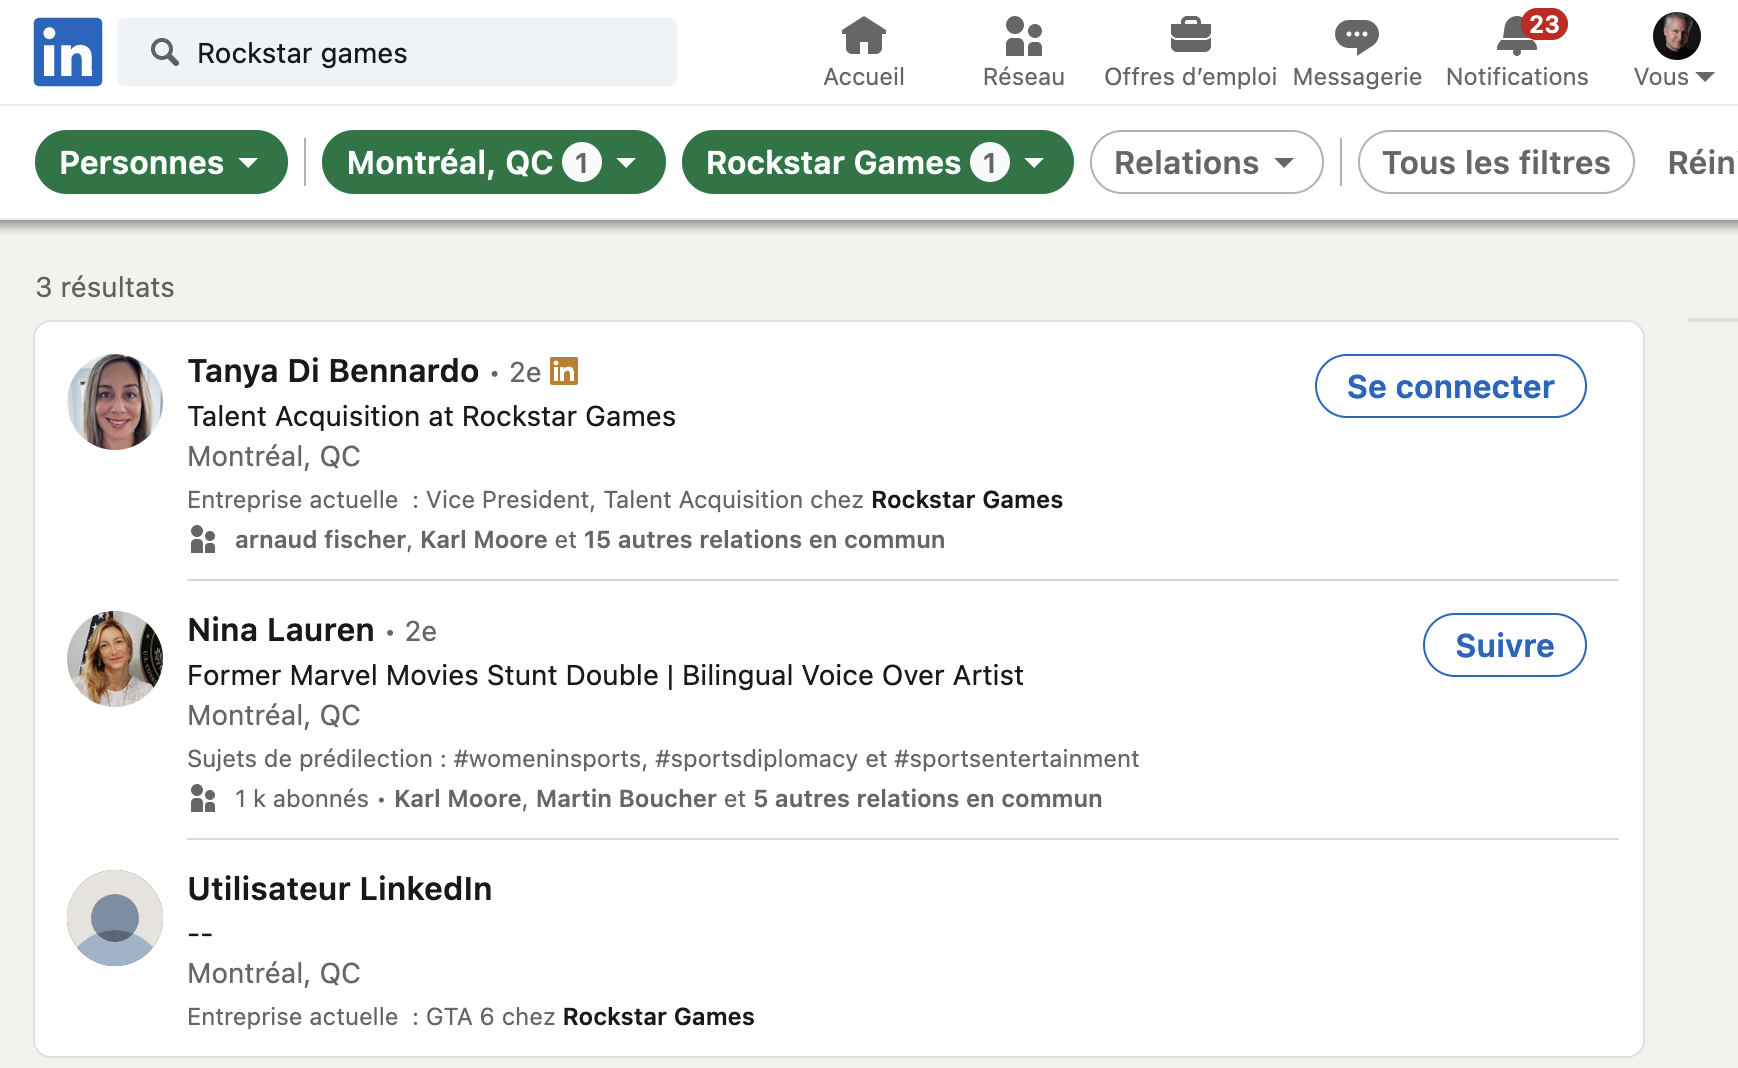 in
Rockstar games
Accueil
Réseau
Offres d'emploi
Messagerie
23
Notifications
Vous
Personnes
Montréal, QC 1
Rockstar Games 1
Relations
Tous les filtres
Réin
3 résultats
Tanya Di Bennardo • 2e in
Talent Acquisition at Rockstar Games
Montréal, QC
Entreprise actuelle : Vice President, Talent Acquisition chez Rockstar Games
arnaud fischer, Karl Moore et 15 autres relations en commun
Se connecter
Nina Lauren • 2e
Former Marvel Movies Stunt Double | Bilingual Voice Over Artist
Montréal, QC
Sujets de prédilection : #womeninsports, #sportsdiplomacy et #sportsentertainment
1 k abonnés • Karl Moore, Martin Boucher et 5 autres relations en commun
Suivre
Utilisateur LinkedIn
--
Montréal, QC
Entreprise actuelle : GTA 6 chez Rockstar Games